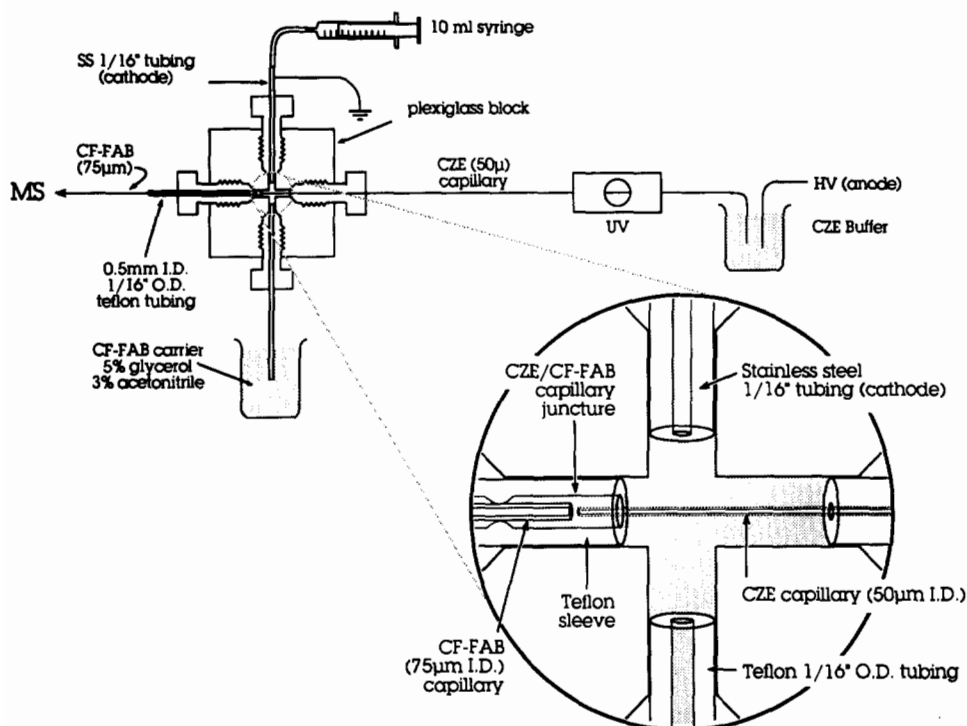 10 ml syringe
SS 1/16" tubing
(cathode)
plexiglass block
CF-FAB
(75µm)
MS
CZE (50µ)
capillary
UV
HV (anode)
CZE Buffer
0.5mm I.D.
1/16" O.D.
teflon tubing
CF-FAB carrier
5% glycerol
3% acetonitrile
CZE/CF-FAB
capillary
juncture
Stainless steel
1/16" tubing (cathode)
Teflon
sleeve
CZE capillary (50µm I.D.)
CF-FAB
(75µm I.D.)
capillary
Teflon 1/16" O.D. tubing